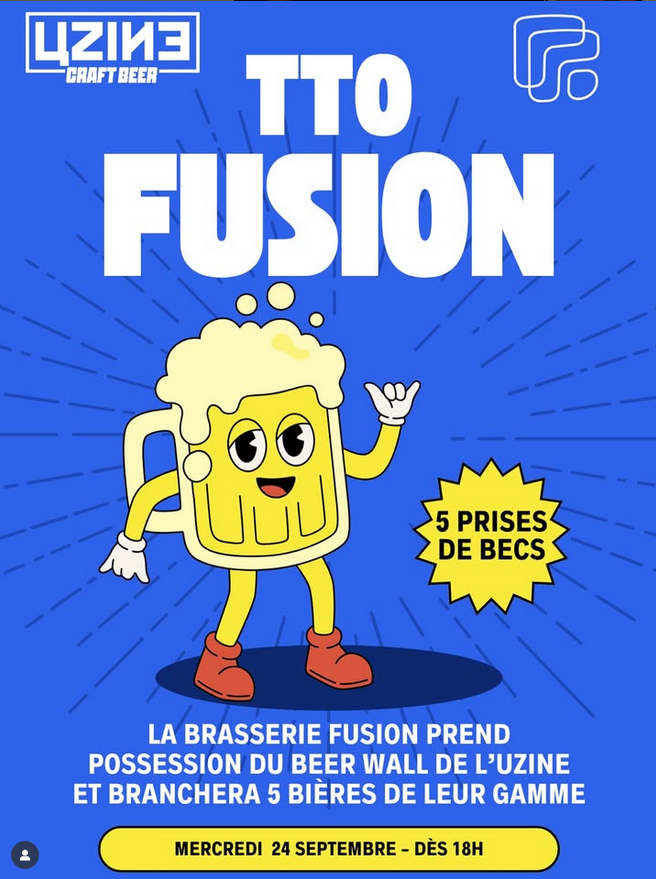 UZINE
CRAFT BEER
TTO
FUSION
5 PRISES
DE BECS
LA BRASSERIE FUSION PREND
POSSESSION DU BEER WALL DE L’UZINE
ET BRANCHERA 5 BIÈRES DE LEUR GAMME
MERCREDI 24 SEPTEMBRE – DÈS 18H